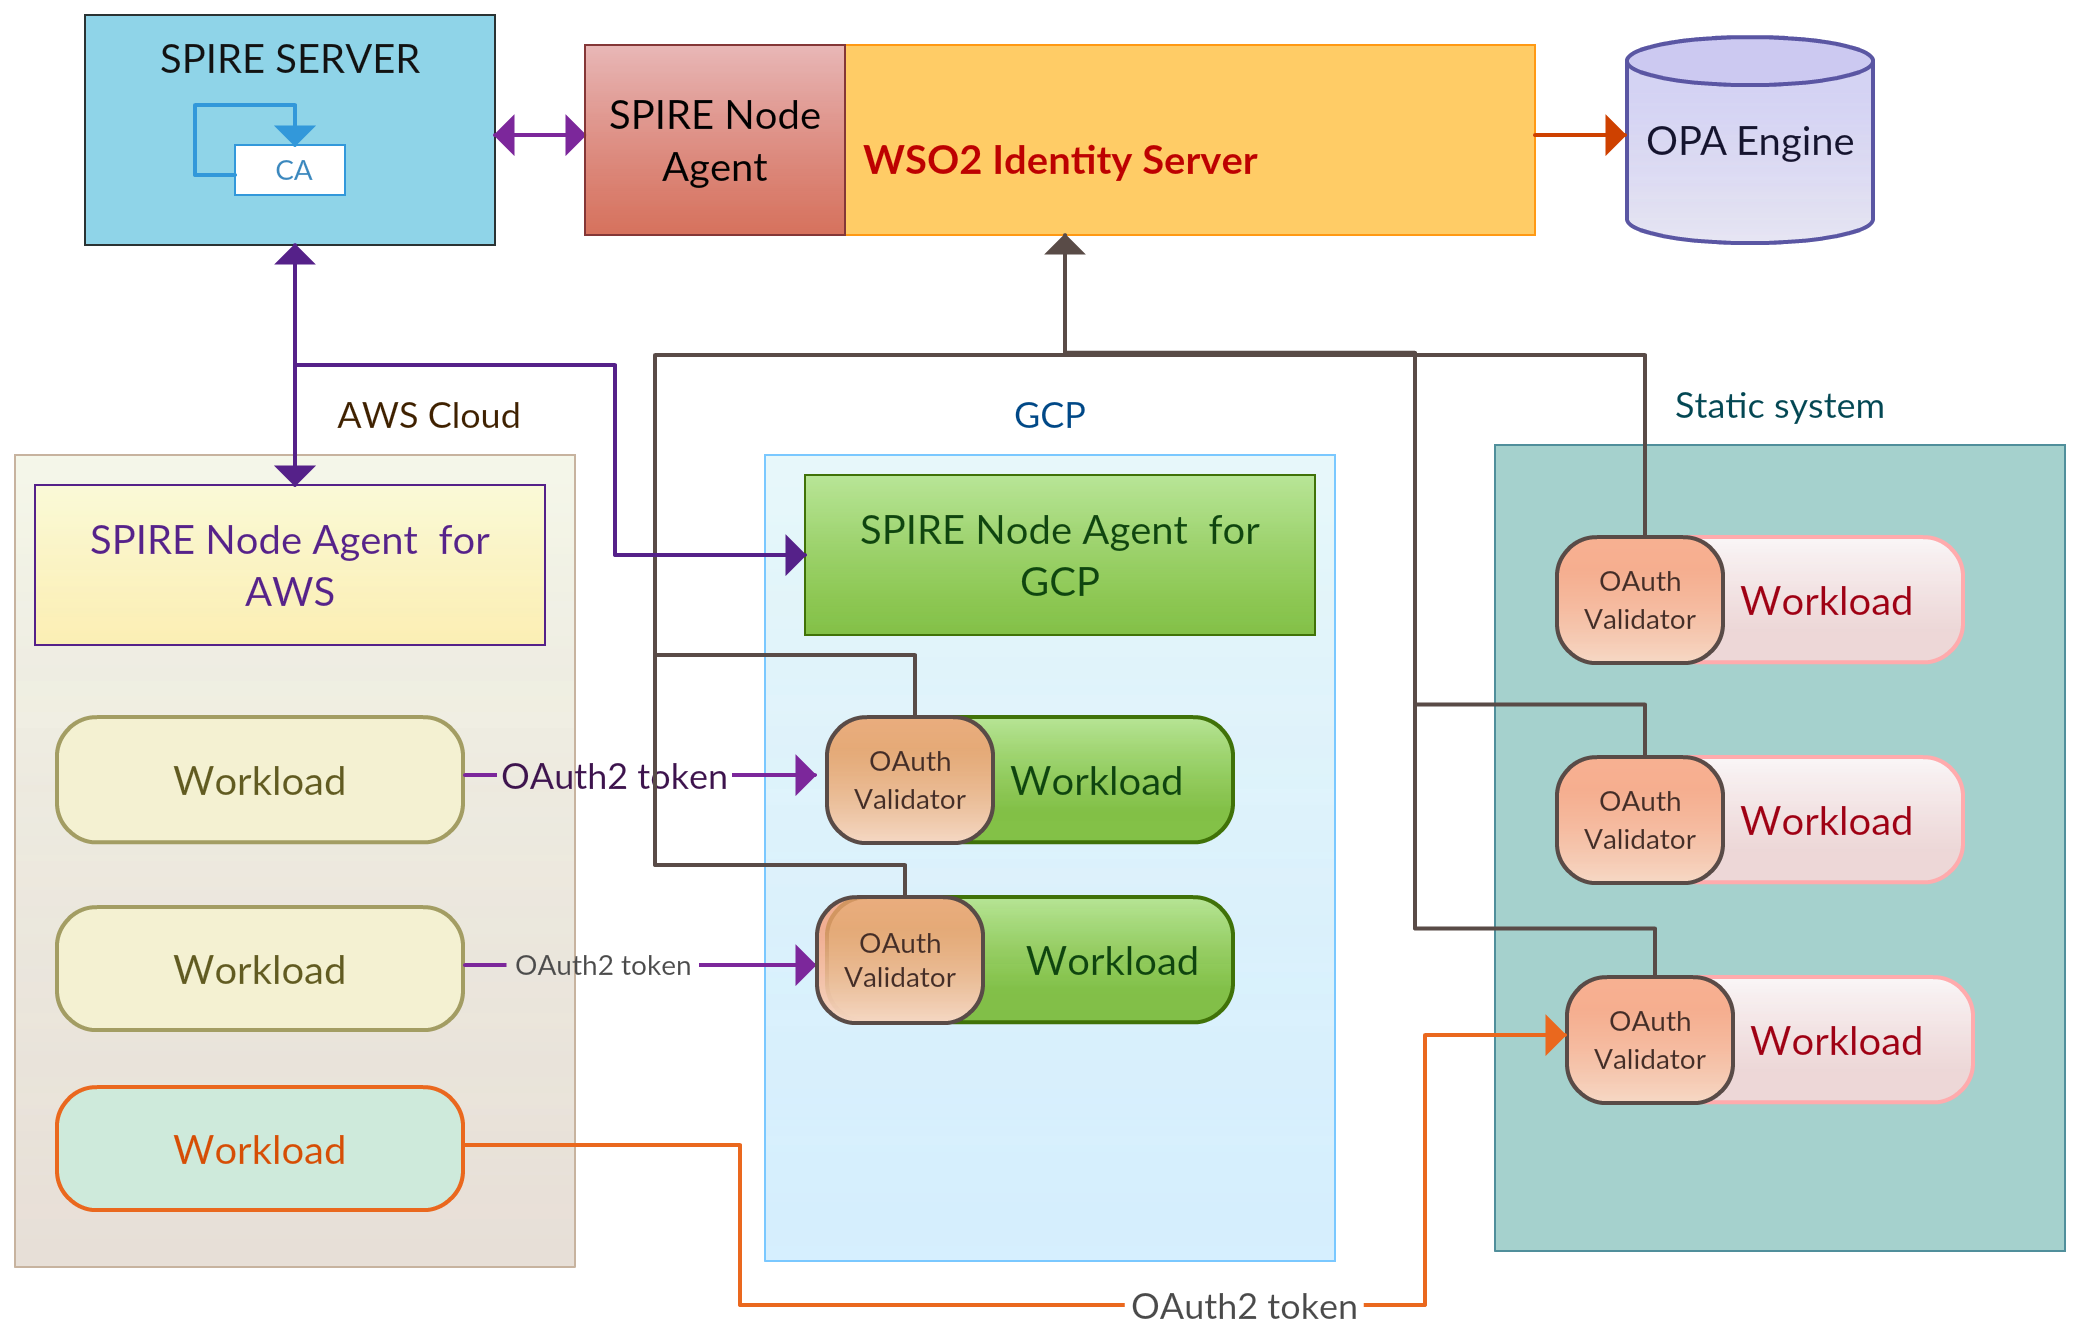 SPIRE SERVER
CA
SPIRE Node
Agent
WSO2 Identity Server
OPA Engine
AWS Cloud
GCP
Static system
SPIRE Node Agent for
AWS
SPIRE Node Agent for
GCP
OAuth
Validator
Workload
Workload
OAuth2 token
OAuth
Validator
Workload
OAuth
Validator
Workload
Workload
OAuth2 token
OAuth
Validator
Workload
OAuth
Validator
Workload
Workload
OAuth2 token